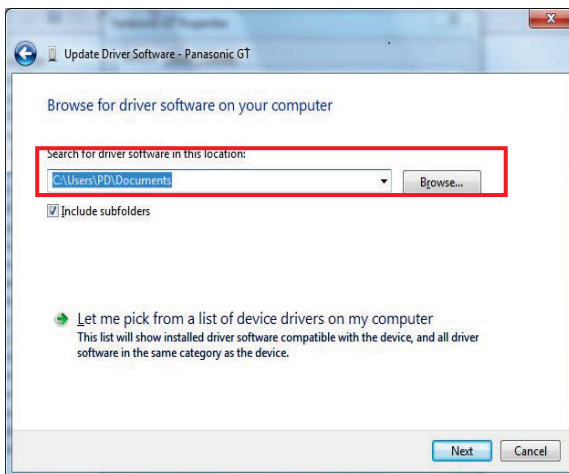 Panasonic GT Properties
Update Driver Software - Panasonic GT
Browse for driver software on your computer
Search for driver software in this location:
C:\Users\PD\Documents
Browse...
Include subfolders
Let me pick from a list of device drivers on my computer
This list will show installed driver software compatible with the device, and all driver
software in the same category as the device.
Next
Cancel